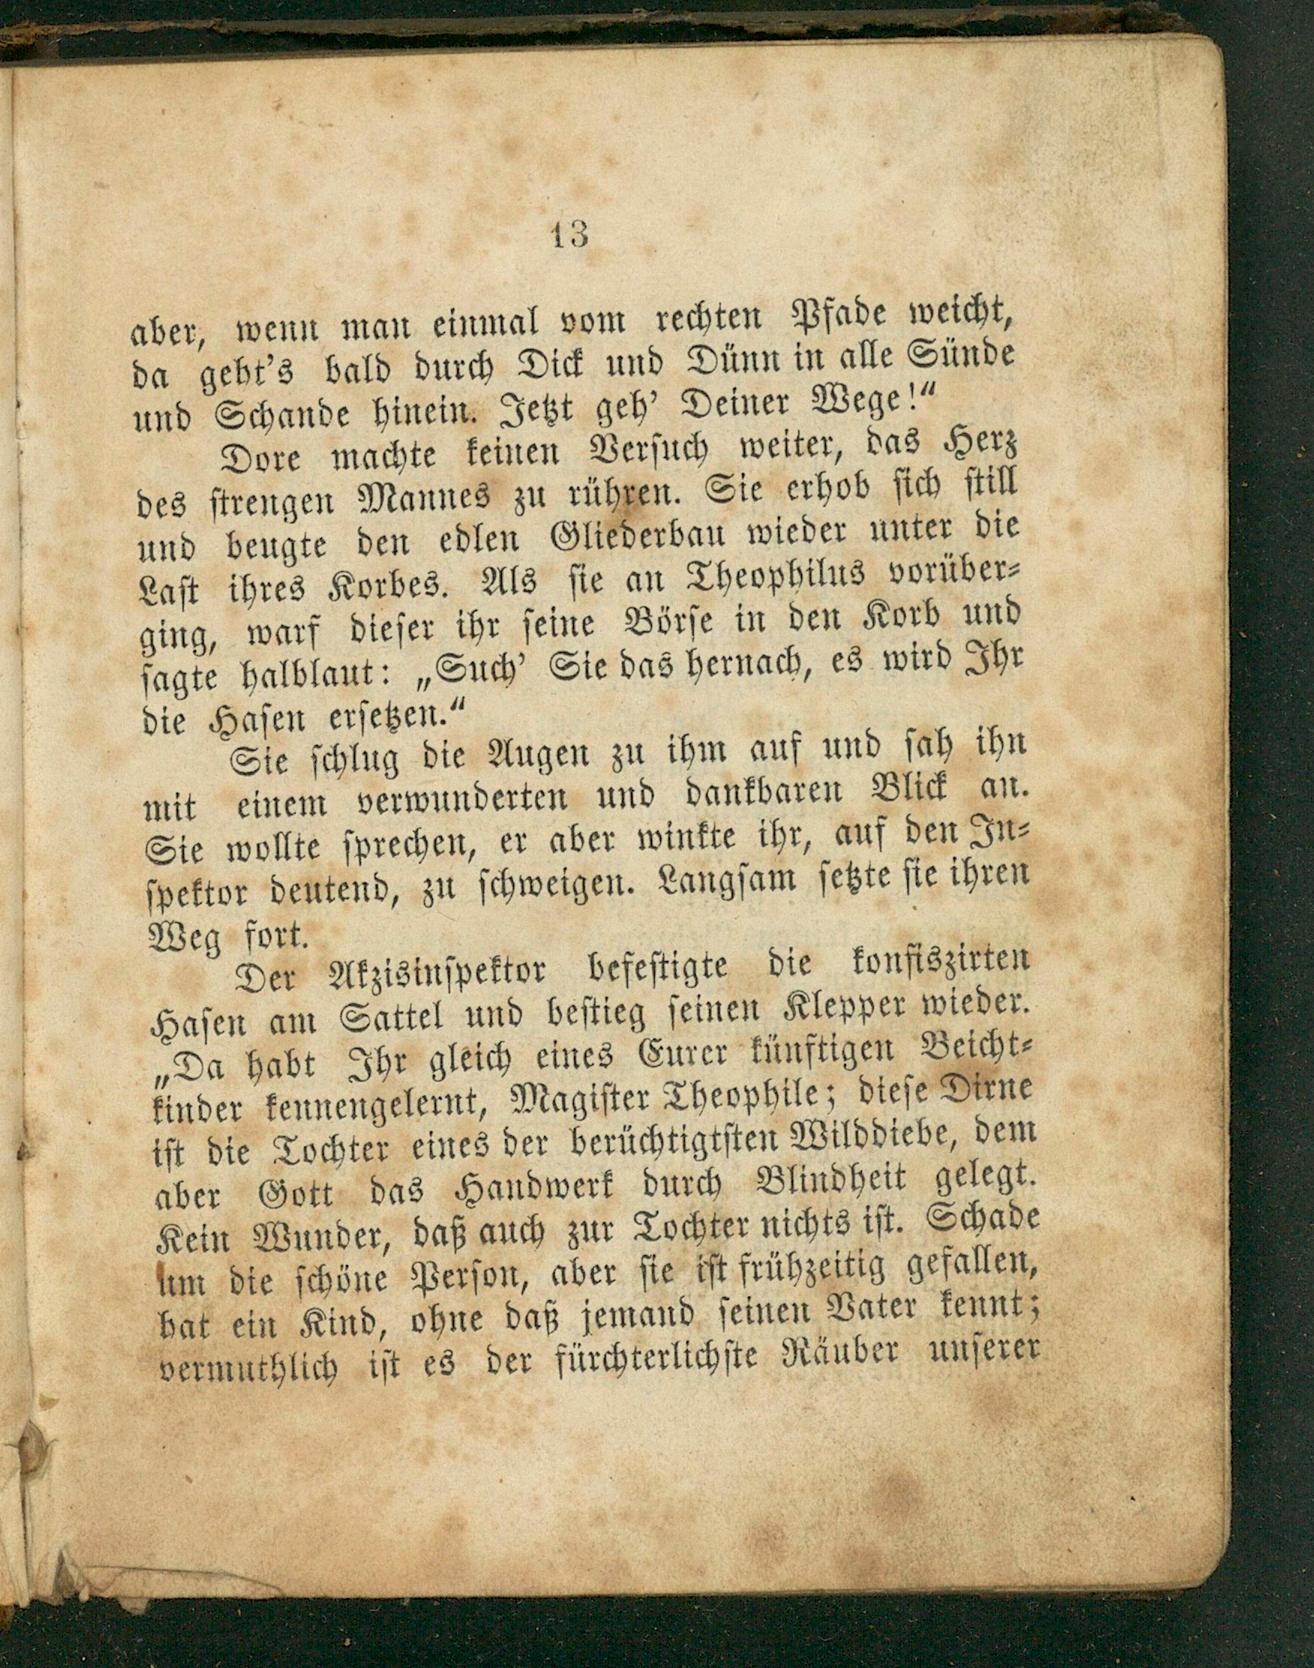 13
aber, wenn man einmal vom rechten Pfade weicht,
da geht's bald durch Dick und Dünn in alle Sünde
und Schande hinein. Jetzt geh' Deiner Wege!“
Dore machte keinen Versuch weiter, das Herz
des strengen Mannes zu rühren. Sie erhob sich still
und beugte den edlen Gliederbau wieder unter die
Last ihres Korbes. Als sie an Theophilus vorüber-
ging, warf dieser ihr seine Börse in den Korb und
sagte halblaut: „Such' Sie das hernach, es wird Ihr
die Hasen ersetzen.“
Sie schlug die Augen zu ihm auf und sah ihn
mit einem verwunderten und dankbaren Blick an.
Sie wollte sprechen, er aber winkte ihr, auf den In-
spektor deutend, zu schweigen. Langsam setzte sie ihren
Weg fort.
Der Akzisinspektor befestigte die konfiszirten
Hasen am Sattel und bestieg seinen Klepper wieder.
„Da habt Ihr gleich eines Eurer künftigen Beicht-
kinder kennengelernt, Magister Theophile; diese Dirne
ist die Tochter eines der berüchtigtsten Wilddiebe, dem
aber Gott das Handwerk durch Blindheit gelegt.
Kein Wunder, daß auch zur Tochter nichts ist. Schade
um die schöne Person, aber sie ist frühzeitig gefallen,
hat ein Kind, ohne daß jemand seinen Vater kennt;
vermuthlich ist es der fürchterlichste Räuber unserer